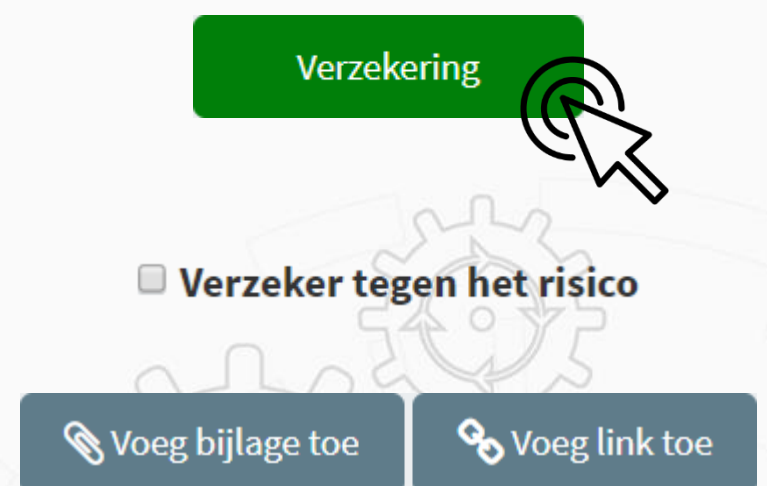 Verzekering
Verzeker tegen het risico
Voeg bijlage toe
Voeg link toe